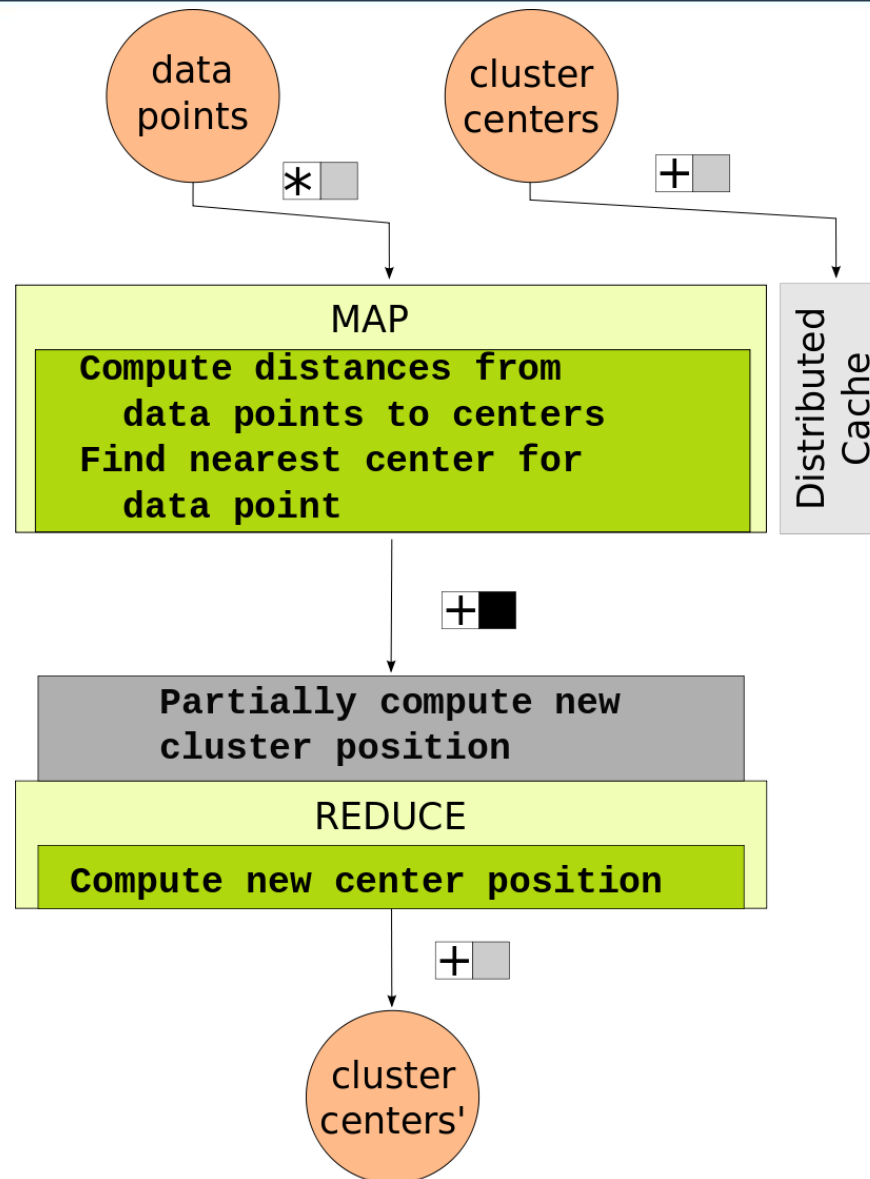 data
points
cluster
centers
*
+
MAP
Compute distances from
data points to centers
Find nearest center for
data point
Distributed
Cache
+
Partially compute new
cluster position
REDUCE
Compute new center position
+
cluster
centers'